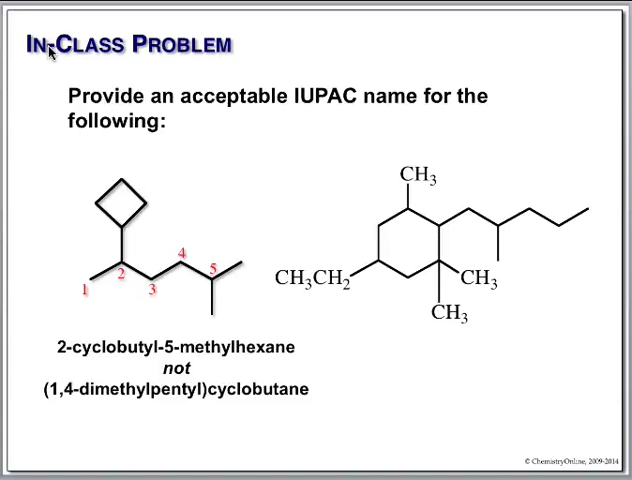 IN-CLASS PROBLEM
Provide an acceptable IUPAC name for the
following:
CH3
1
2
3
4
5
CH3CH2
CH3
CH3
2-cyclobutyl-5-methylhexane
not
(1,4-dimethylpentyl)cyclobutane
© ChemistryOnline, 2009-2014